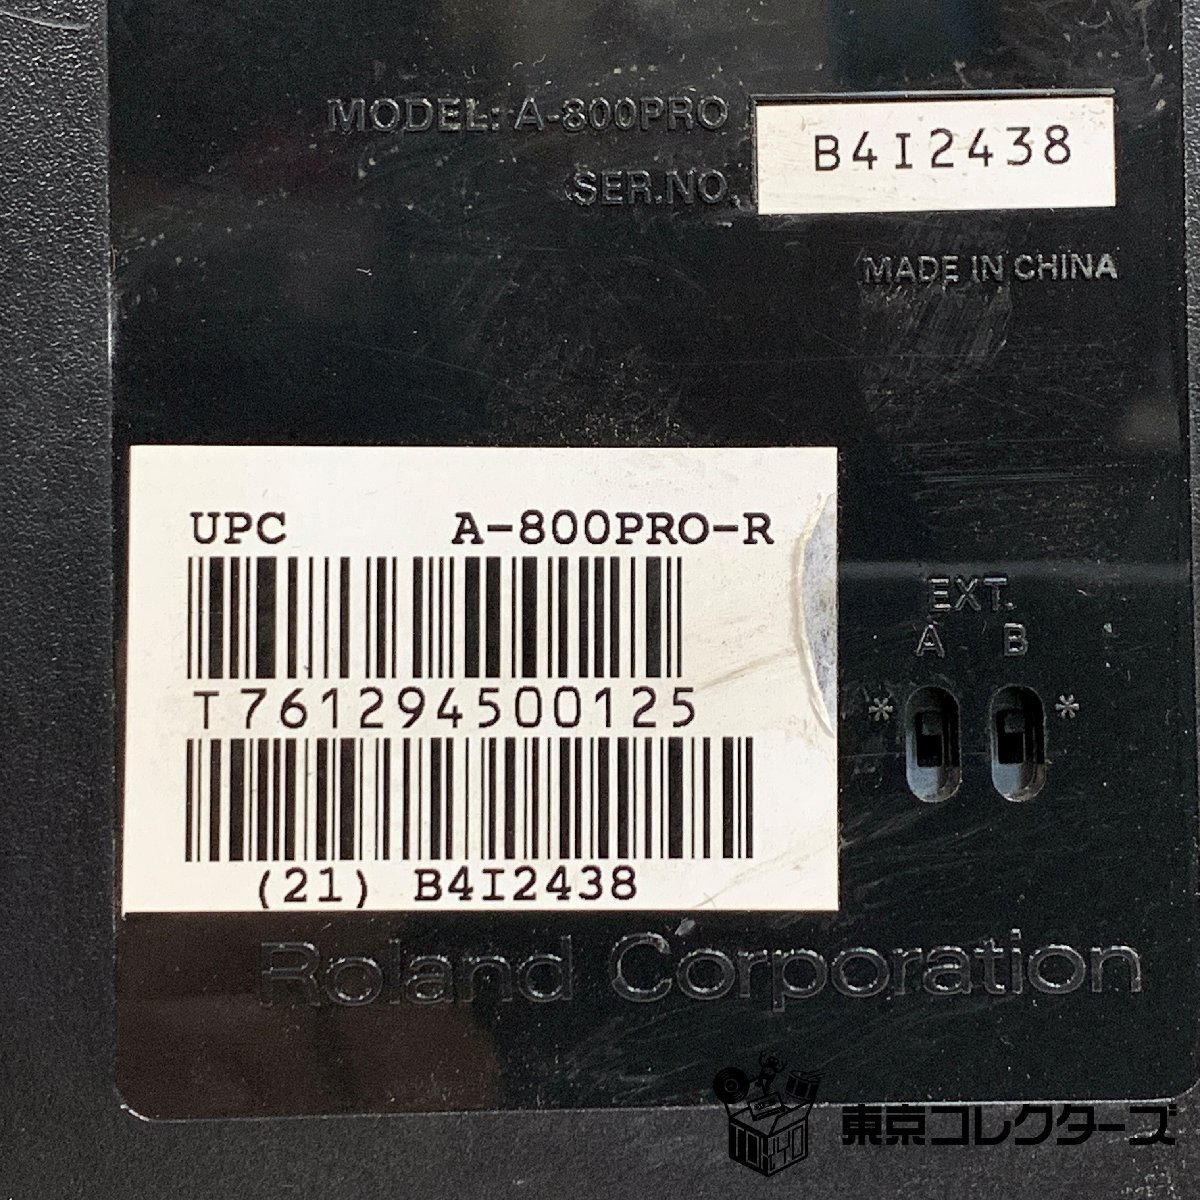 MODEL: A-800PRO
B4I2438
SER.NO.
MADE IN CHINA
UPC A-800PRO-R
T761294500125
(21) B4I2438
EXT.
A B
* *
Roland Corporation
TOKYO
東京コレクターズ